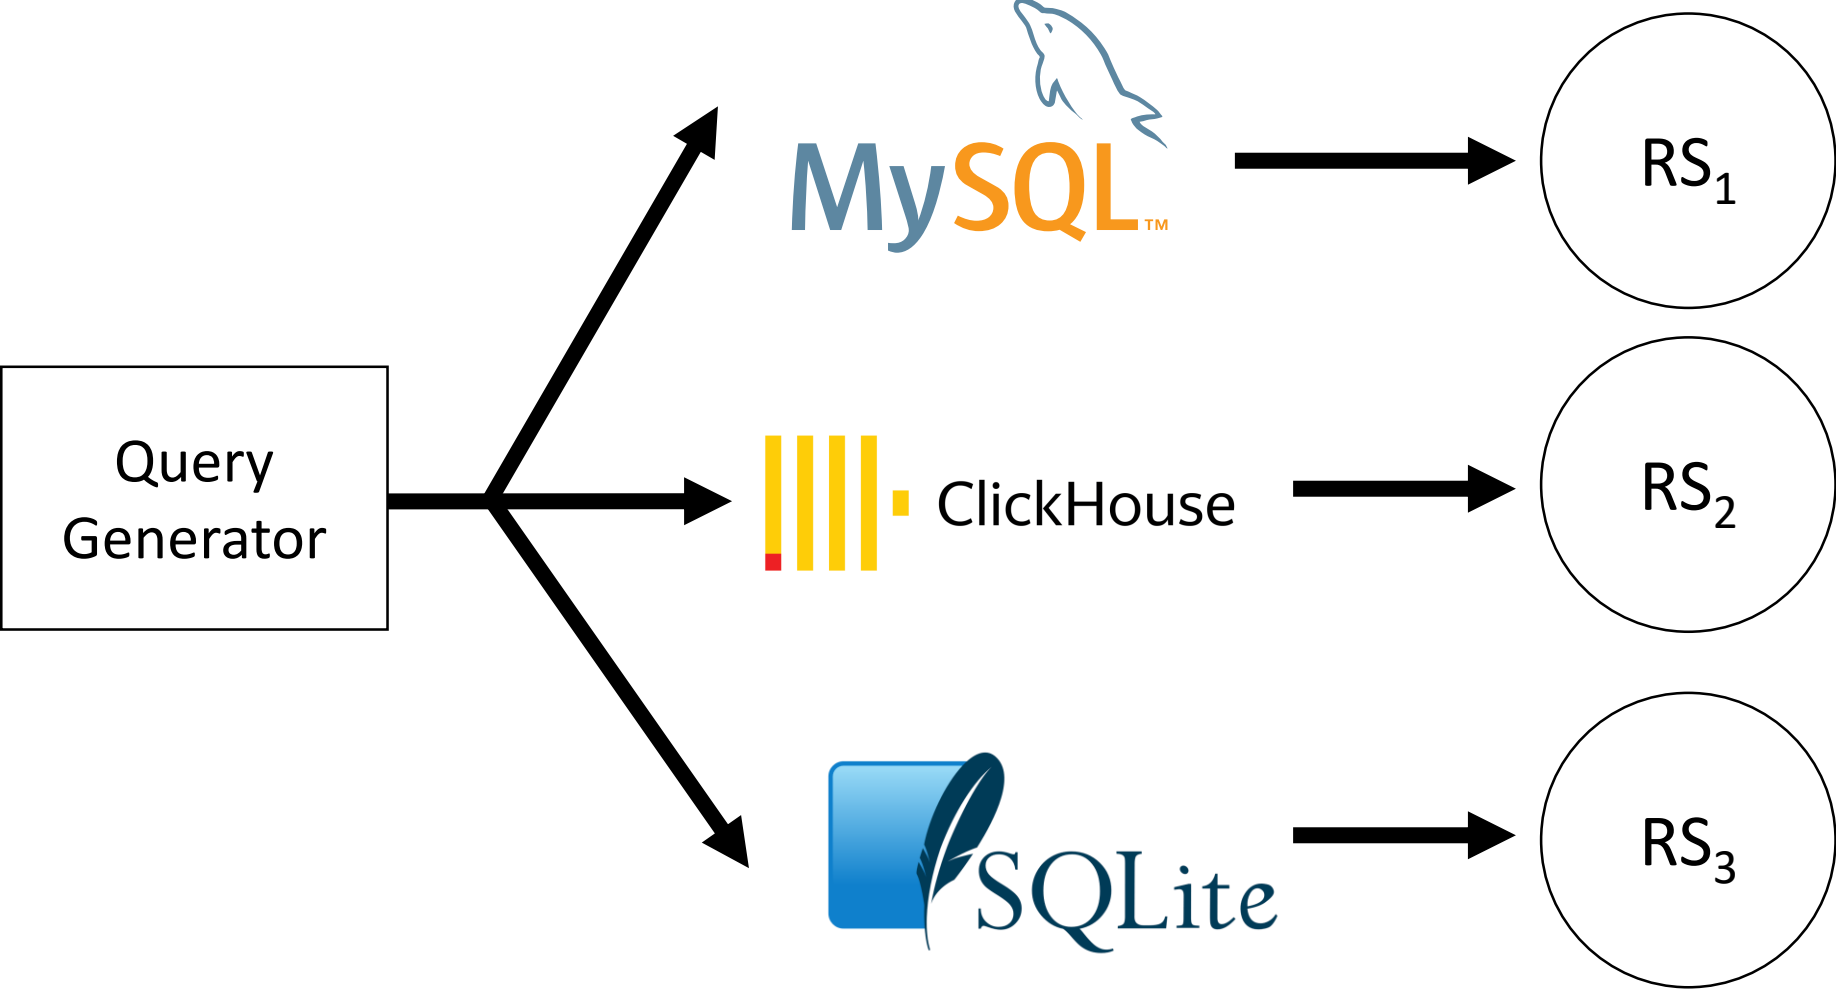 MySQL™
RS₁
Query
Generator
ClickHouse
RS₂
SQLite
RS₃